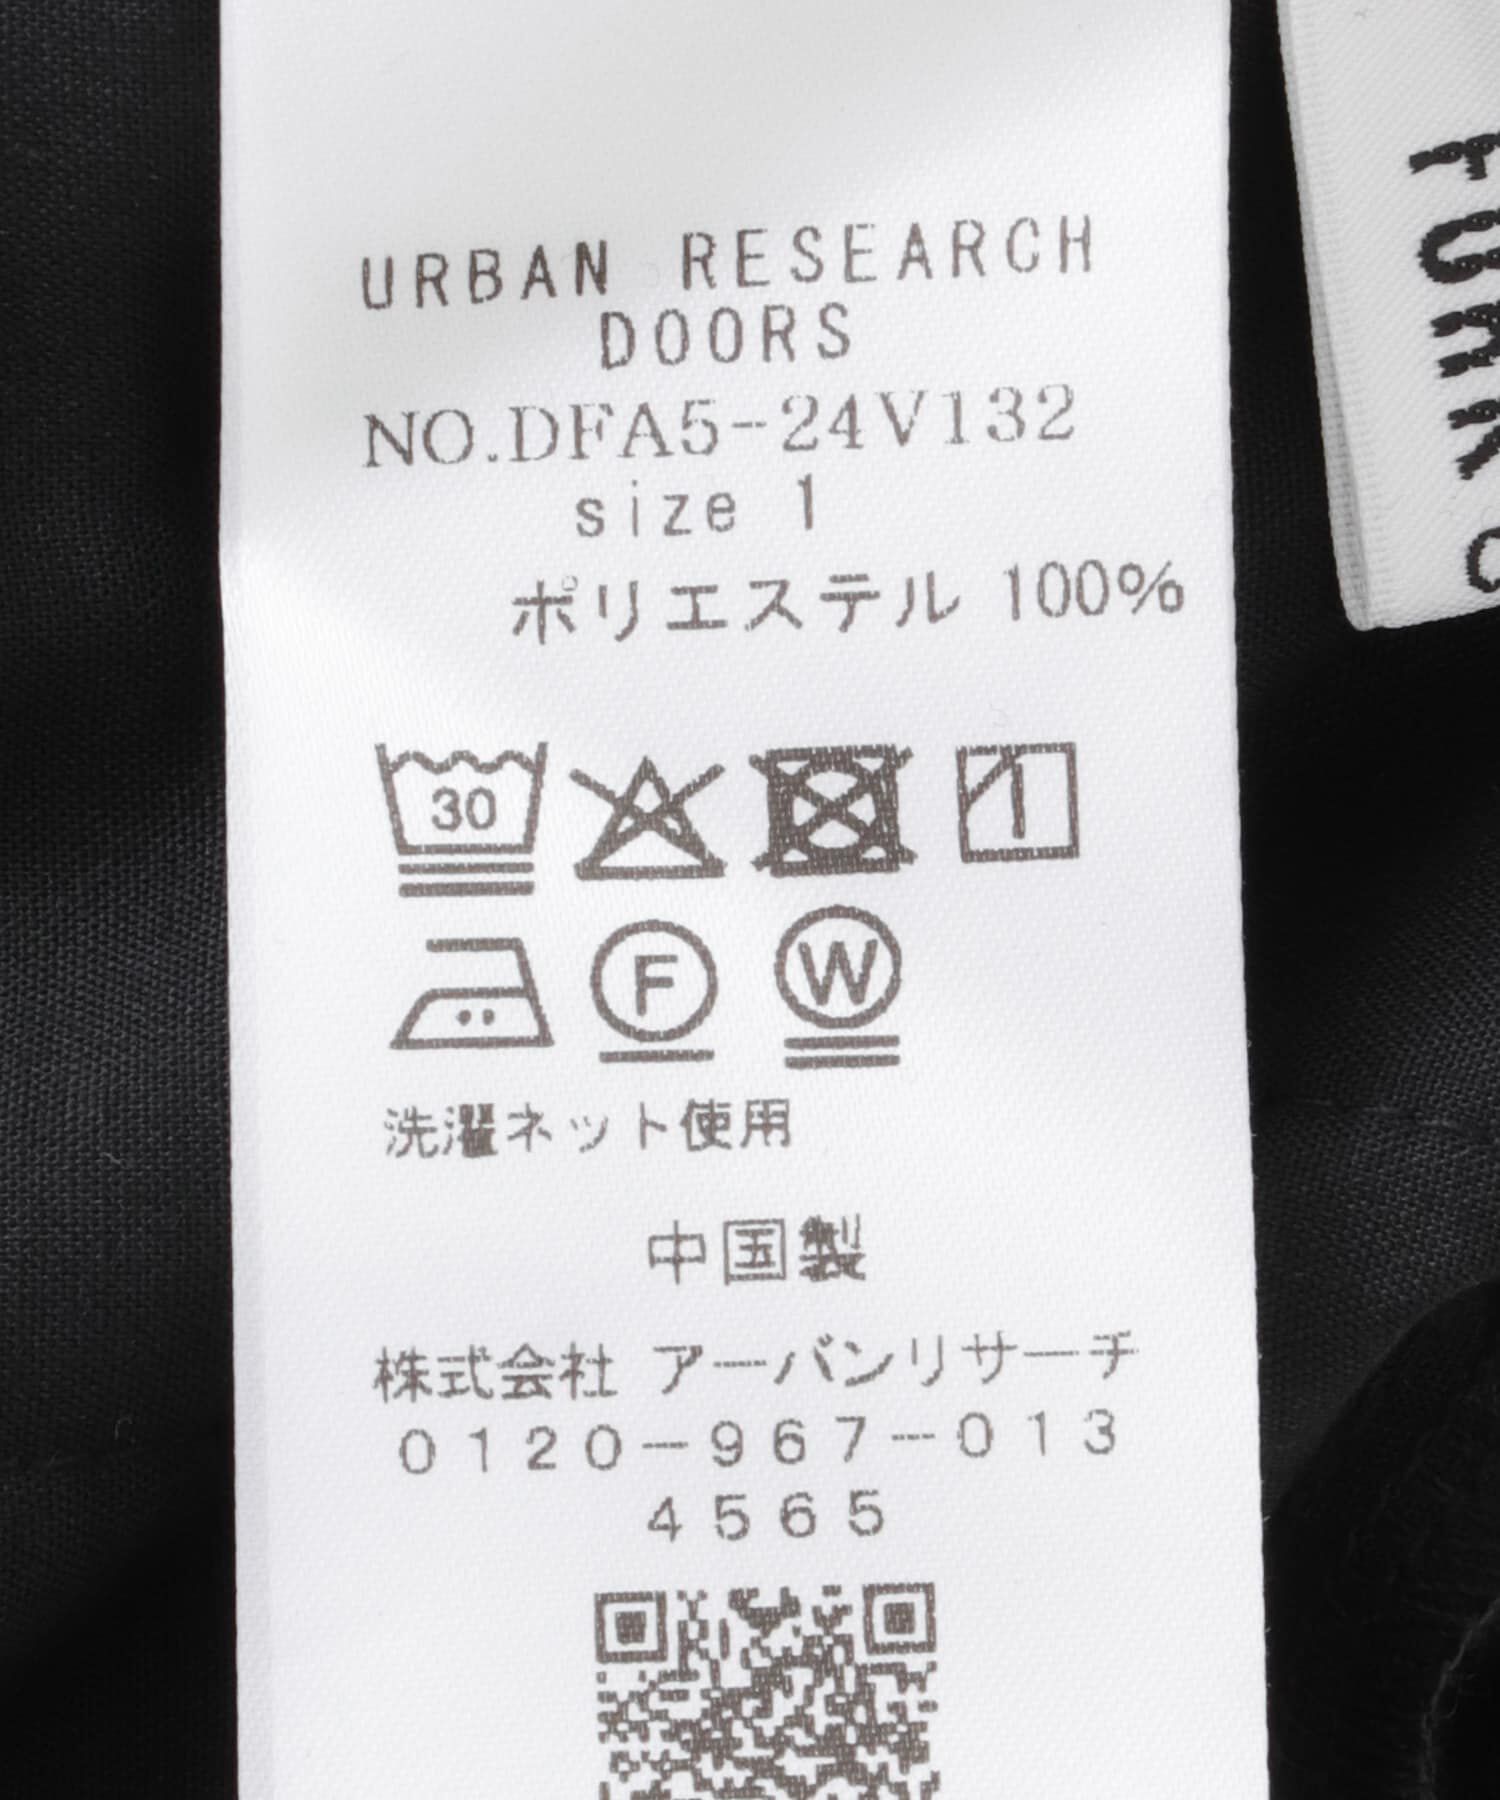 URBAN RESEARCH
DOORS
NO.DFA5-24V132
size 1
ポリエステル 100%
30
F W
洗濯ネット使用
中国製
株式会社 アーバンリサーチ
0120-967-013
4565
FORK